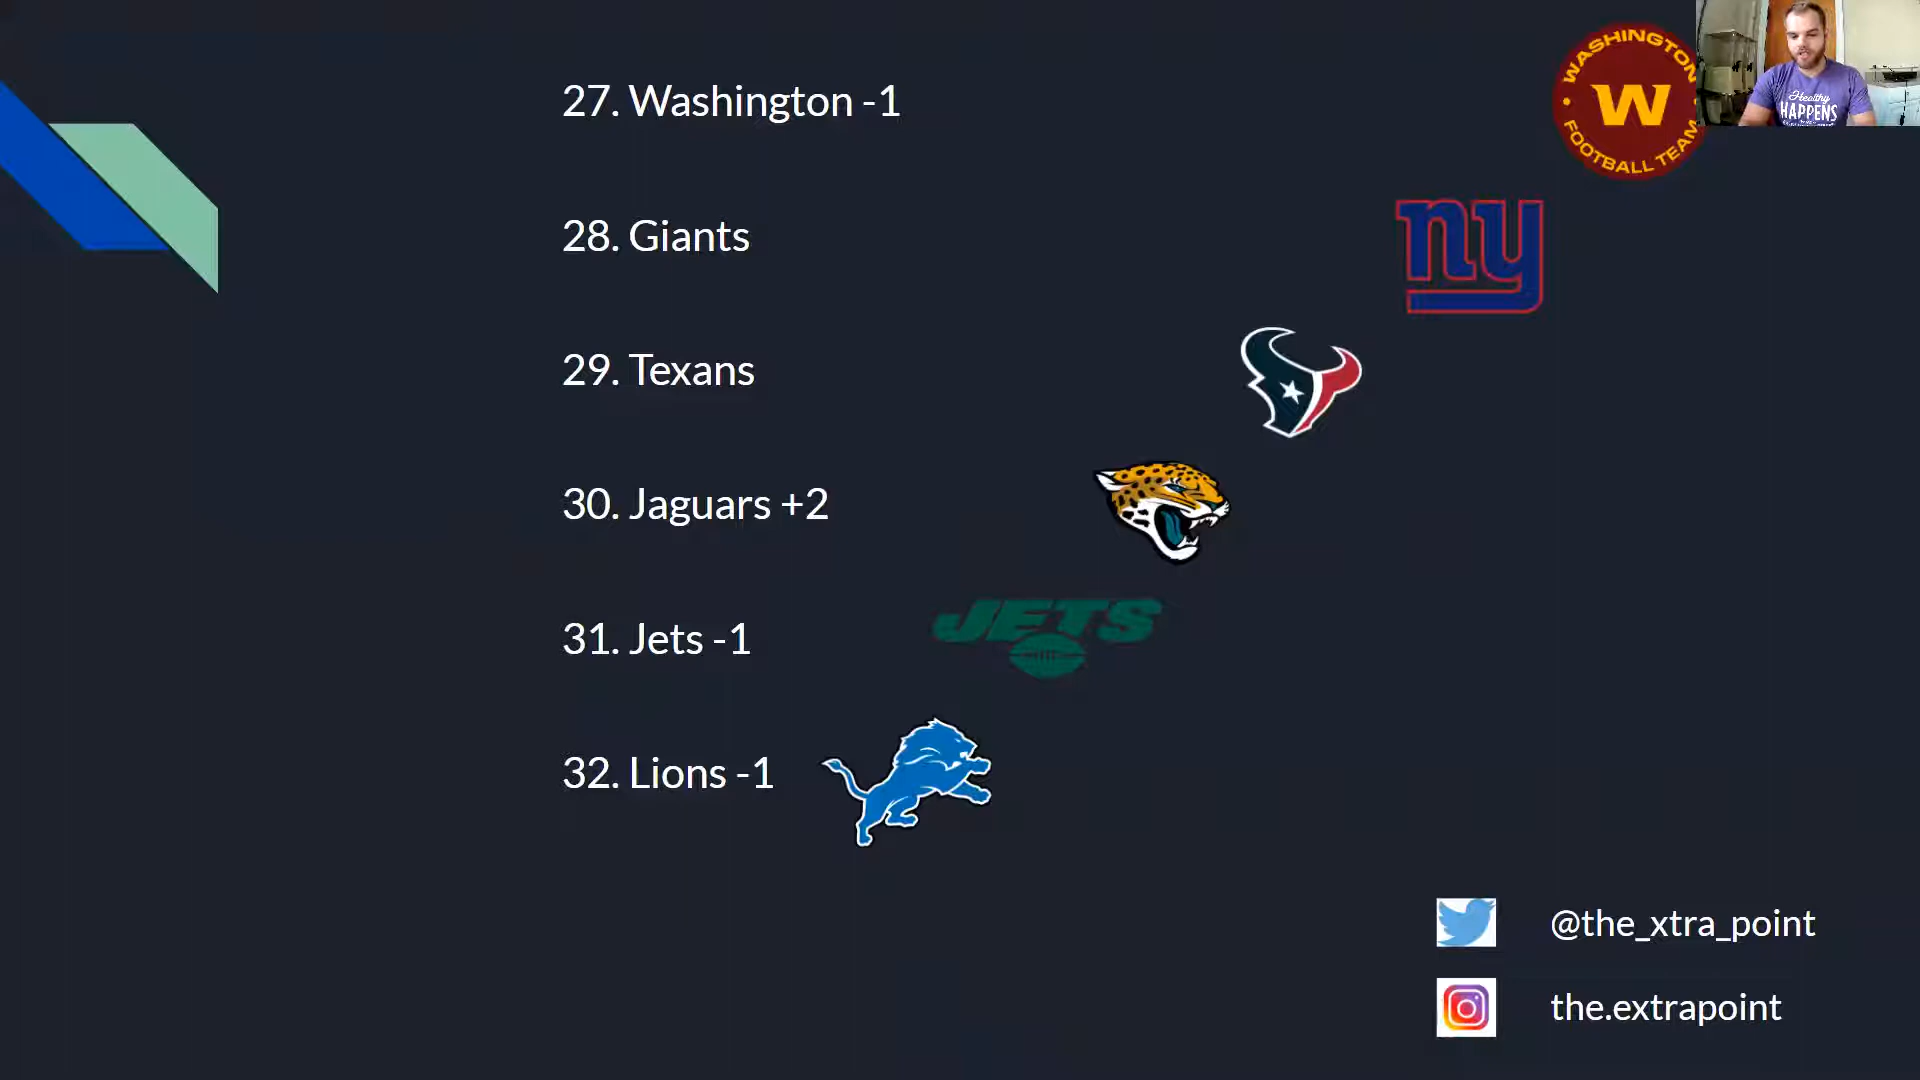 27. Washington -1
WASHINGTON
W
FOOTBALL TEAM
Healthy
HAPPENS
28. Giants
ny
29. Texans
30. Jaguars +2
31. Jets -1
JETS
32. Lions -1
@the_xtra_point
the.extrapoint